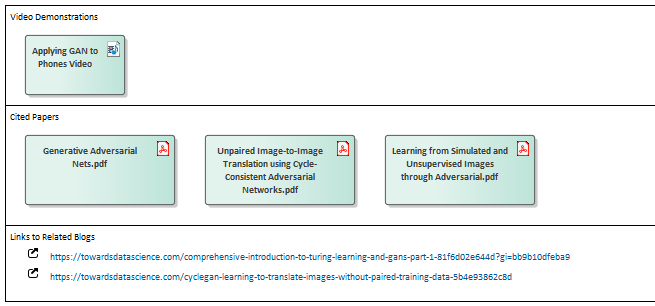 Video Demonstrations
Applying GAN to
Phones Video
Cited Papers
Generative Adversarial
Nets.pdf
Unpaired Image-to-Image
Translation using Cycle-
Consistent Adversarial
Networks.pdf
Learning from Simulated and
Unsupervised Images
through Adversarial.pdf
Links to Related Blogs
https://towardsdatascience.com/comprehensive-introduction-to-turing-learning-and-gans-part-1-81f6d02e644d?gi=bb9b10dfeba9
https://towardsdatascience.com/cyclegan-learning-to-translate-images-without-paired-training-data-5b4e93862c8d